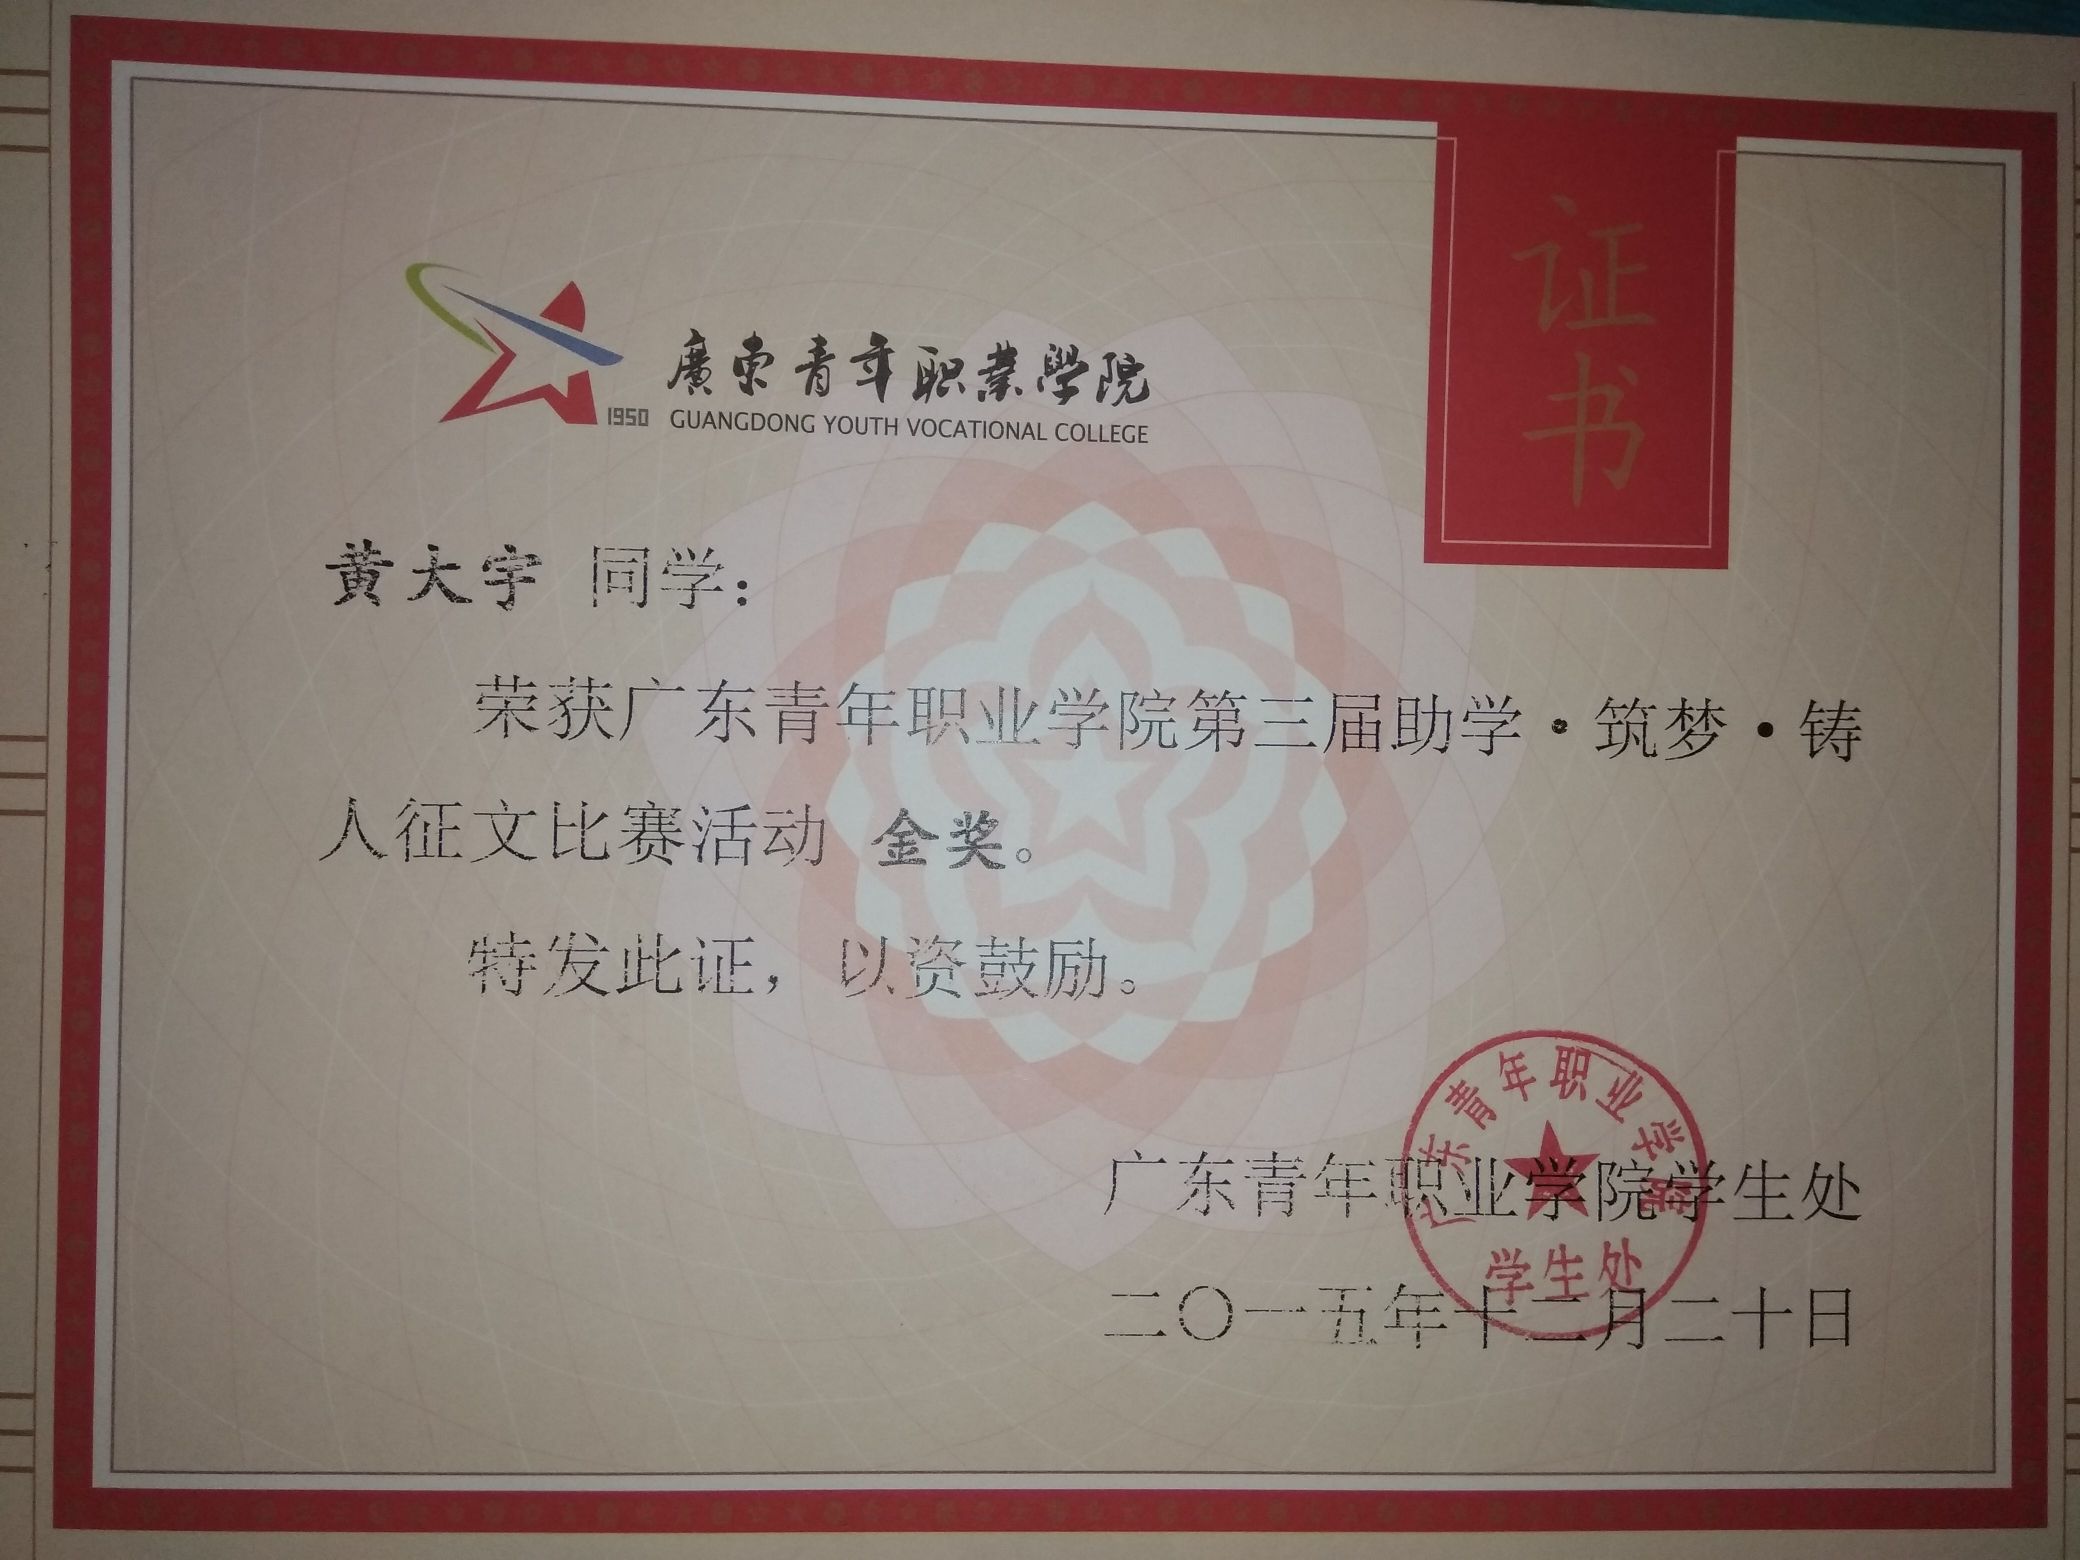 证书
1950
廣东青年职業學院
GUANGDONG YOUTH VOCATIONAL COLLEGE
黄大宇 同学：
荣获广东青年职业学院第三届助学·筑梦·铸
人征文比赛活动 金奖。
特发此证，以资鼓励。
广东青年职业学院学生处
二〇一五年十二月二十日
广东青年职业学院
学生处